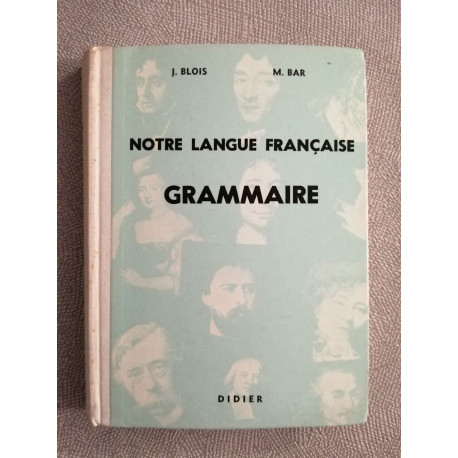 J. BLOIS M. BAR
NOTRE LANGUE FRANÇAISE
GRAMMAIRE
DIDIER